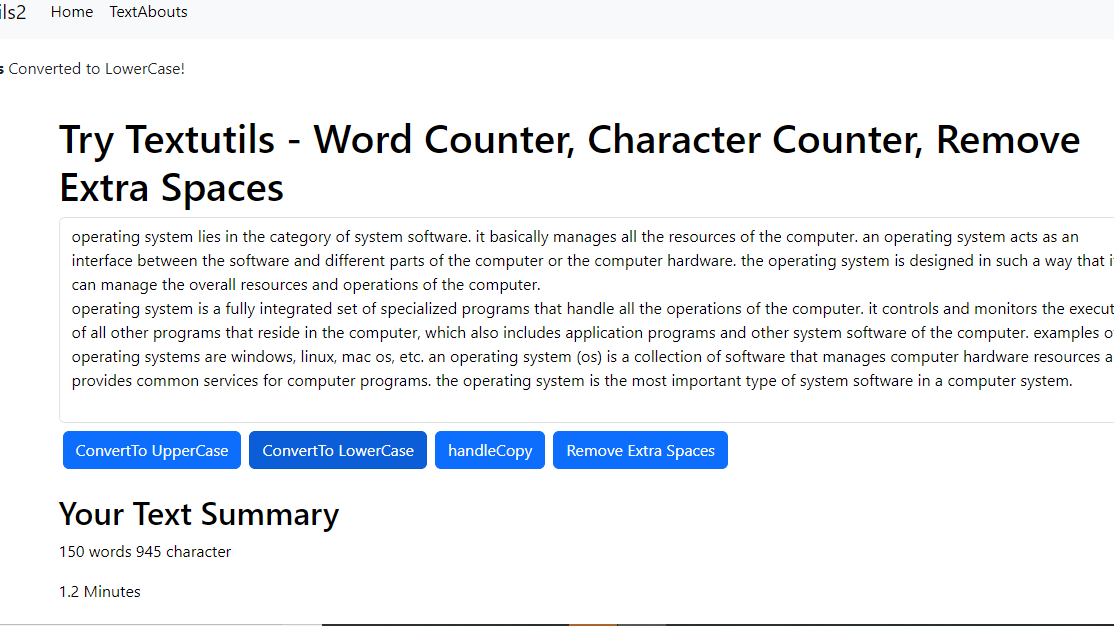 ils2 Home TextAbouts
s Converted to LowerCase!
Try Textutils - Word Counter, Character Counter, Remove
Extra Spaces
operating system lies in the category of system software. it basically manages all the resources of the computer. an operating system acts as an
interface between the software and different parts of the computer or the computer hardware. the operating system is designed in such a way that i
can manage the overall resources and operations of the computer.
operating system is a fully integrated set of specialized programs that handle all the operations of the computer. it controls and monitors the execut
of all other programs that reside in the computer, which also includes application programs and other system software of the computer. examples o
operating systems are windows, linux, mac os, etc. an operating system (os) is a collection of software that manages computer hardware resources a
provides common services for computer programs. the operating system is the most important type of system software in a computer system.
ConvertTo UpperCase ConvertTo LowerCase handleCopy Remove Extra Spaces
Your Text Summary
150 words 945 character
1.2 Minutes